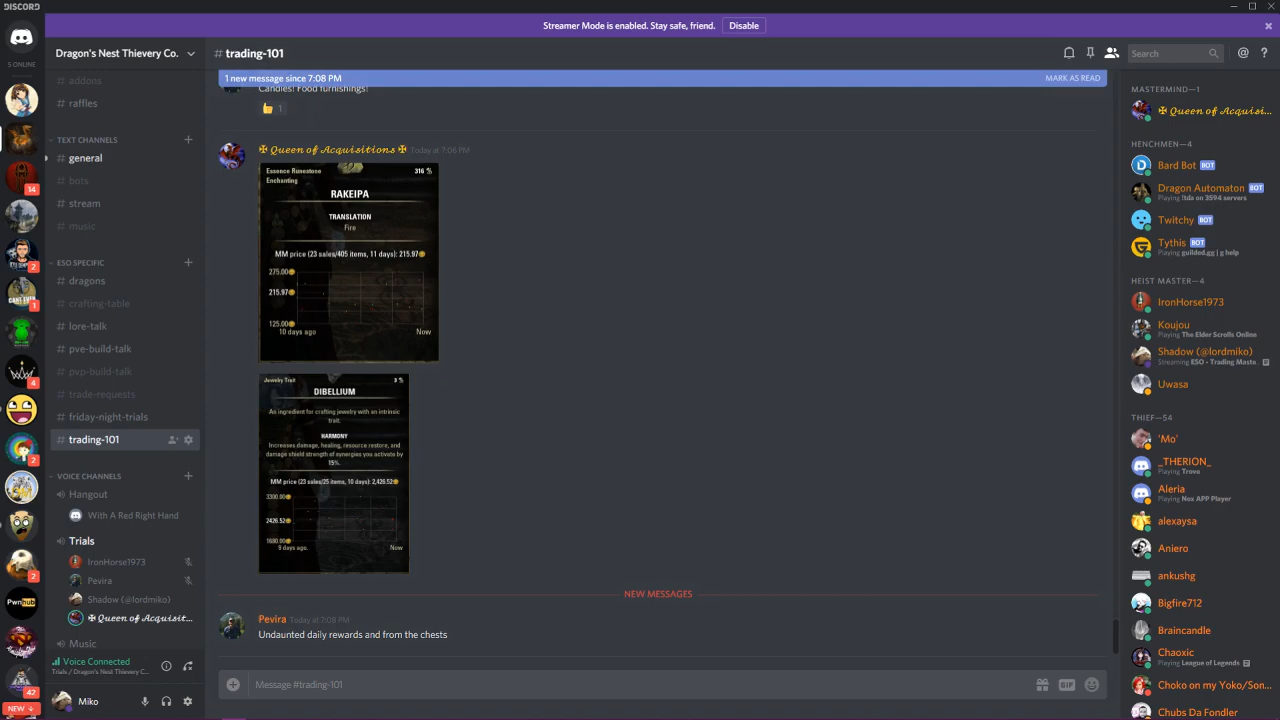 DISCORD
Streamer Mode is enabled. Stay safe, friend.
Disable
5 ONLINE
14
2
1
4
2
2
Pwnhub
42
NEW
Dragon's Nest Thievery Co.
# addons
# raffles
TEXT CHANNELS
# general
# bots
# stream
# music
ESO SPECIFIC
# dragons
# crafting-table
# lore-talk
# pve-build-talk
# pvp-build-talk
# trade-requests
# friday-night-trials
# trading-101
VOICE CHANNELS
Hangout
With A Red Right Hand
Trials
IronHorse1973
Pevira
Shadow (@lordmiko)
✠ Queen of Acquisit...
Music
Voice Connected
Trials / Dragon's Nest Thievery C...
Miko
# trading-101
Search
1 new message since 7:08 PM
MARK AS READ
Candles! Food furnishings!
1
✠ Queen of Acquisitions ✠ Today at 7:06 PM
Essence Runestone
316
Enchanting
RAKEIPA
TRANSLATION
Fire
MM price (23 sales/405 items, 11 days): 215.97
275.00
215.97
125.00
10 days ago
Now
Jewelry Trait
3
DIBELLIUM
An ingredient for crafting jewelry with an intrinsic
trait.
HARMONY
Increases damage, healing, resource restore, and
damage shield strength of synergies you activate by
15%.
MM price (23 sales/25 items, 10 days): 2,426.52
3300.00
2426.52
1600.00
9 days ago.
Now
NEW MESSAGES
Pevira Today at 7:08 PM
Undaunted daily rewards and from the chests
Message #trading-101
GIF
MASTERMIND—1
✠ Queen of Acquisi...
HENCHMEN—4
Bard Bot BOT
Dragon Automaton BOT
Playing !tda on 3594 servers
Twitchy BOT
Tythis BOT
Playing guilded.gg | g help
HEIST MASTER—4
IronHorse1973
Koujou
Playing The Elder Scrolls Online
Shadow (@lordmiko)
Streaming ESO - Trading Maste...
Uwasa
THIEF—54
'Mo'
_THERION_
Playing Trove
Aleria
Playing Nox APP Player
alexaysa
Aniero
ankushg
Bigfire712
Braincandle
Chaoxic
Playing League of Legends
Choko on my Yoko/Son...
Chubs Da Fondler